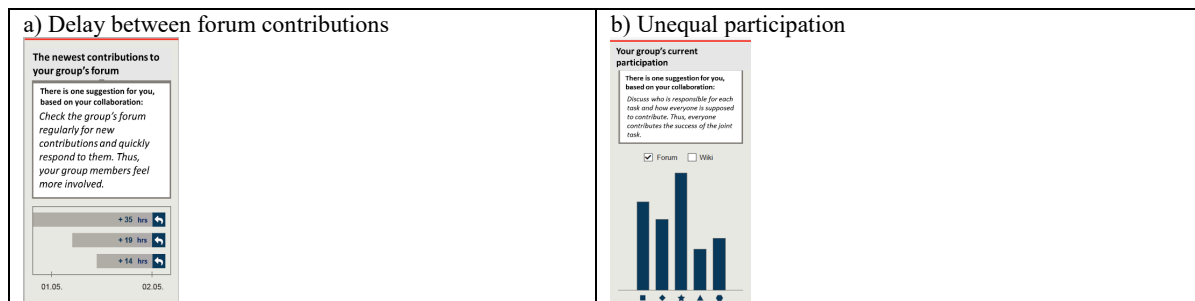 a) Delay between forum contributions
The newest contributions to
your group's forum
There is one suggestion for you,
based on your collaboration:
Check the group's forum
regularly for new
contributions and quickly
respond to them. Thus,
your group members feel
more involved.
+ 35 hrs
+ 19 hrs
+ 14 hrs
01.05. 02.05.
b) Unequal participation
Your group's current
participation
There is one suggestion for you,
based on your collaboration:
Discuss who is responsible for each
task and how everyone is supposed
to contribute. Thus, everyone
contributes the success of the joint
task.
Forum Wiki